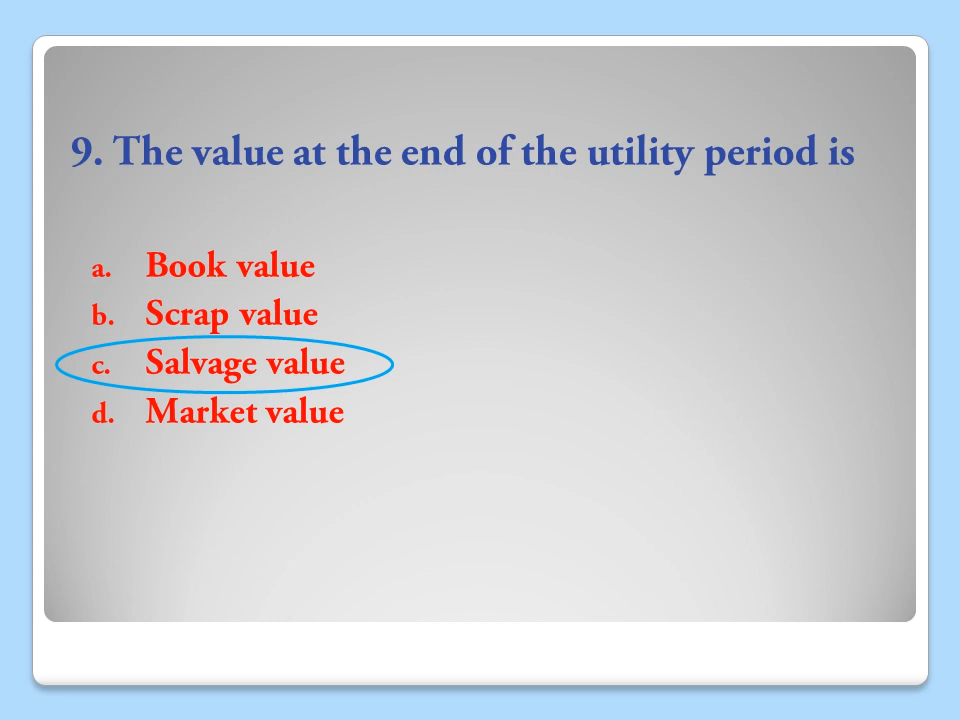 9. The value at the end of the utility period is
a. Book value
b. Scrap value
c. Salvage value
d. Market value